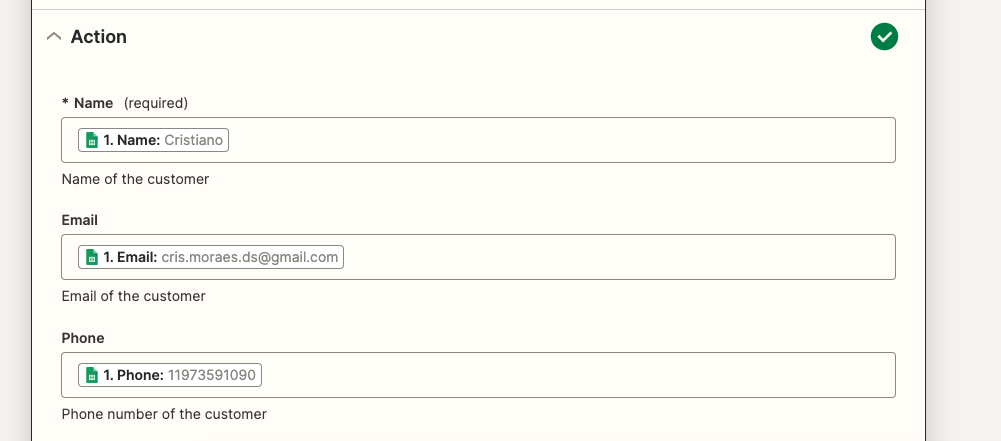 Action
* Name (required)
1. Name: Cristiano
Name of the customer
Email
1. Email: cris.moraes.ds@gmail.com
Email of the customer
Phone
1. Phone: 11973591090
Phone number of the customer